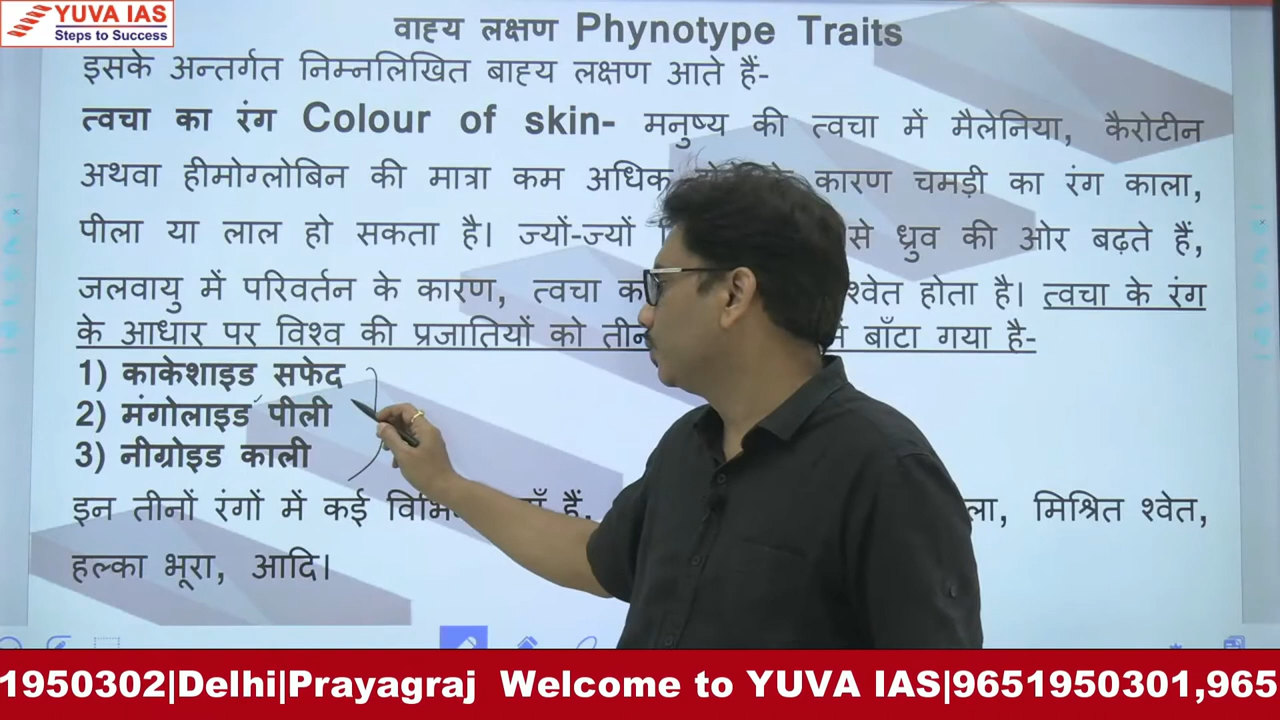 YUVA IAS
Steps to Success
वाह्य लक्षण Phynotype Traits
इसके अन्तर्गत निम्नलिखित बाह्य लक्षण आते हैं-
त्वचा का रंग Colour of skin- मनुष्य की त्वचा में मैलेनिया, कैरोटीन
अथवा हीमोग्लोबिन की मात्रा कम अधिक कारण चमड़ी का रंग काला,
पीला या लाल हो सकता है। ज्यों-ज्यों से ध्रुव की ओर बढ़ते हैं,
जलवायु में परिवर्तन के कारण, त्वचा श्वेत होता है। त्वचा के रंग
के आधार पर विश्व की प्रजातियों को में बाँटा गया है-
1) काकेशाइड सफेद
2) मंगोलाइड पीली
3) नीग्रोइड काली
इन तीनों रंगों में कई हैं, मिश्रित श्वेत,
हल्का भूरा, आदि।
1950302|Delhi|Prayagraj Welcome to YUVA IAS|9651950301,965